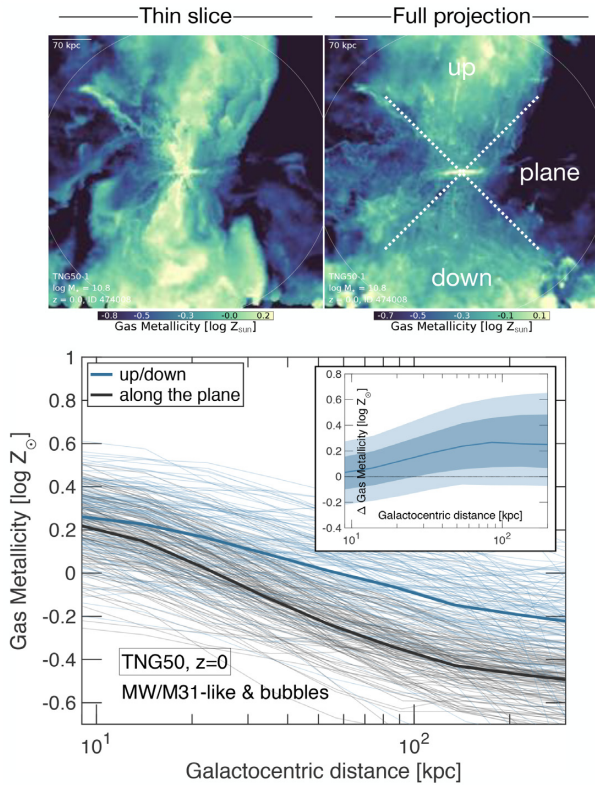 Thin slice
Full projection
70 kpc
70 kpc
up
plane
down
TNG50-1
log M⋆ = 10.8
z = 0.0, ID 474008
TNG50-1
log M⋆ = 10.8
z = 0.0, ID 474008
-0.8 -0.5 -0.3 -0.0 0.2
-0.7 -0.5 -0.3 -0.1 0.1
Gas Metallicity [log Zsun]
Gas Metallicity [log Zsun]
up/down
along the plane
1
0.8
0.6
0.4
0.2
0
-0.2
-0.4
-0.6
Gas Metallicity [log Z⊙]
0.8
0.6
0.4
0.2
0
-0.2
-0.4
Δ Gas Metallicity [log Z⊙]
Galactocentric distance [kpc]
10¹ 10²
TNG50, z=0
MW/M31-like & bubbles
10¹ 10²
Galactocentric distance [kpc]